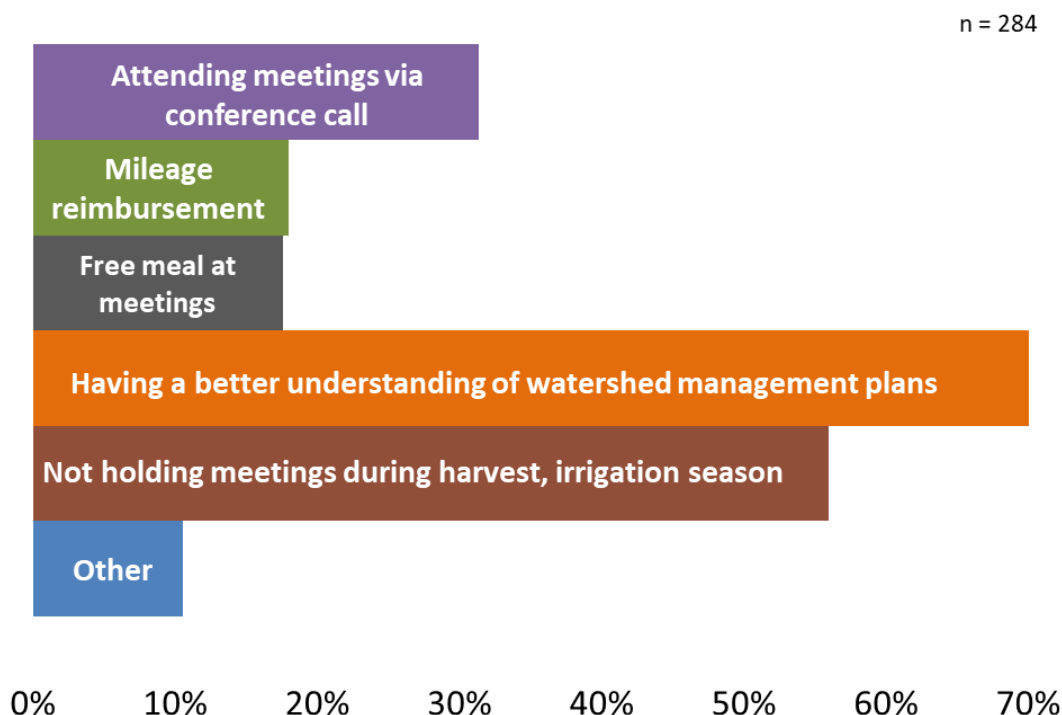 n = 284
Attending meetings via
conference call
Mileage
reimbursement
Free meal at
meetings
Having a better understanding of watershed management plans
Not holding meetings during harvest, irrigation season
Other
0% 10% 20% 30% 40% 50% 60% 70%